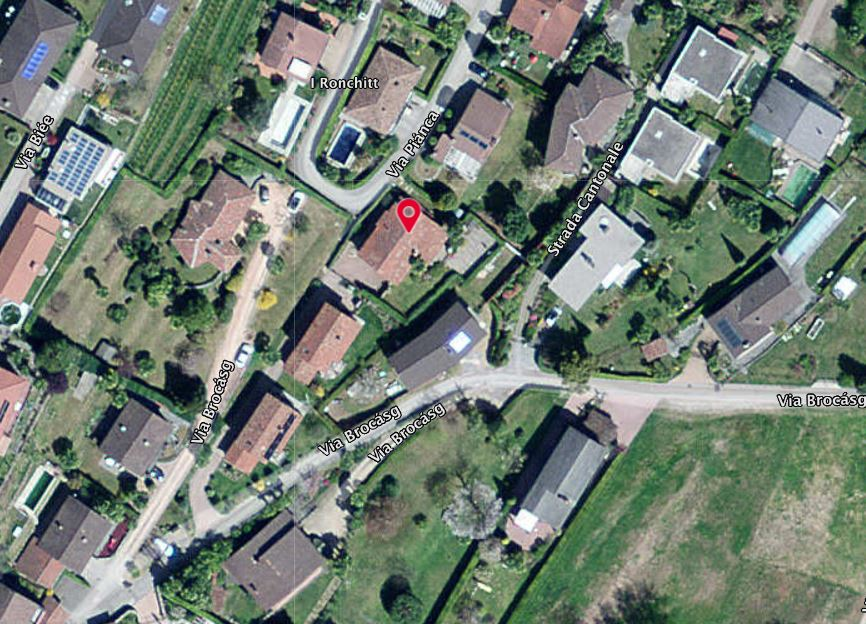 I Ronchitt
Via Biée
Via Piánca
Strada Cantonale
Via Brocásg
Via Brocásg
Via Brocásg
Via Brocásg